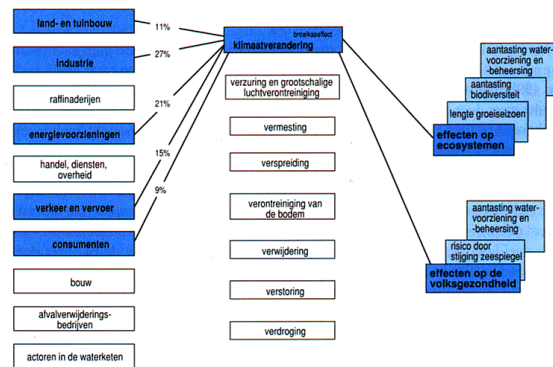 land- en tuinbouw
industrie
raffinaderijen
energievoorzieningen
handel, diensten,
overheid
verkeer en vervoer
consumenten
bouw
afvalverwijderings-
bedrijven
actoren in de waterketen
11%
27%
21%
15%
9%
broeikaseffect
klimaatverandering
verzuring en grootschalige
luchtverontreiniging
vermesting
verspreiding
verontreiniging van
de bodem
verwijdering
verstoring
verdroging
aantasting water-
voorziening en
-beheersing
aantasting
biodiversiteit
lengte groeiseizoen
effecten op
ecosystemen
aantasting water-
voorziening en
-beheersing
risico door
stijging zeespiegel
effecten op de
volksgezondheid